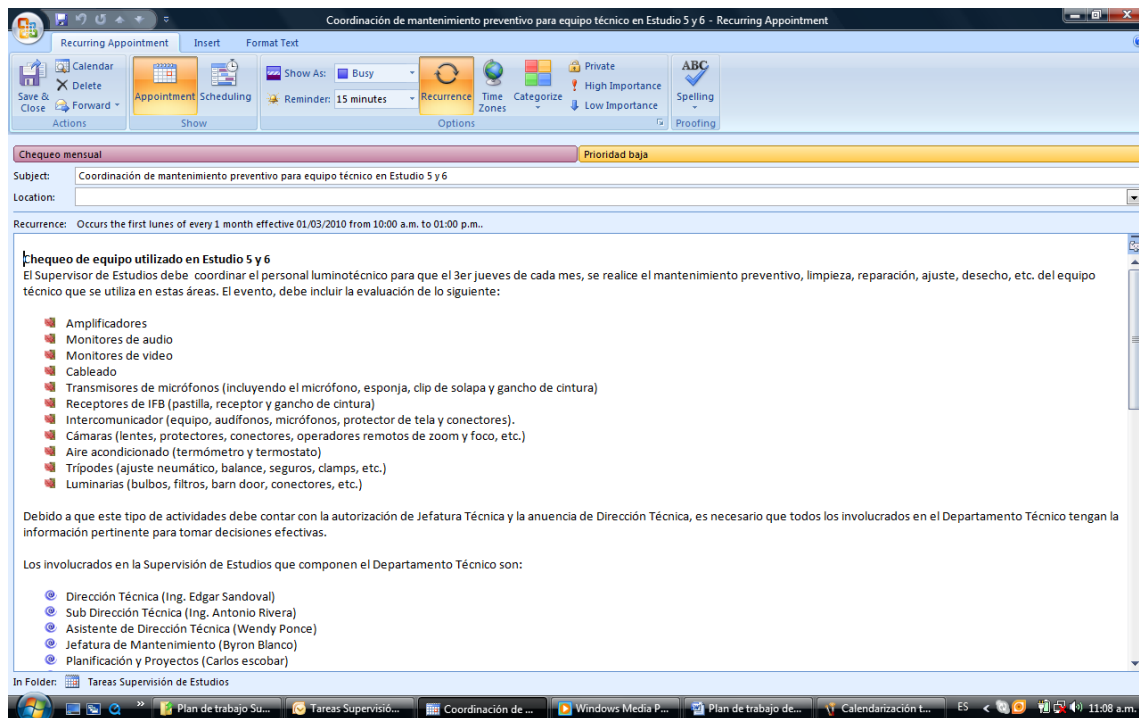 Coordinación de mantenimiento preventivo para equipo técnico en Estudio 5 y 6 - Recurring Appointment
Recurring Appointment Insert Format Text
Save & Close
Calendar
Delete
Forward
Actions
Appointment
Scheduling
Show
Show As: Busy
Reminder: 15 minutes
Recurrence
Time Zones
Categorize
Private
High Importance
Low Importance
Options
ABC
Spelling
Proofing
Chequeo mensual Prioridad baja
Subject: Coordinación de mantenimiento preventivo para equipo técnico en Estudio 5 y 6
Location:
Recurrence: Occurs the first lunes of every 1 month effective 01/03/2010 from 10:00 a.m. to 01:00 p.m..
Chequeo de equipo utilizado en Estudio 5 y 6
El Supervisor de Estudios debe coordinar el personal luminotécnico para que el 3er jueves de cada mes, se realice el mantenimiento preventivo, limpieza, reparación, ajuste, desecho, etc. del equipo
técnico que se utiliza en estas áreas. El evento, debe incluir la evaluación de lo siguiente:
Amplificadores
Monitores de audio
Monitores de video
Cableado
Transmisores de micrófonos (incluyendo el micrófono, esponja, clip de solapa y gancho de cintura)
Receptores de IFB (pastilla, receptor y gancho de cintura)
Intercomunicador (equipo, audífonos, micrófonos, protector de tela y conectores).
Cámaras (lentes, protectores, conectores, operadores remotos de zoom y foco, etc.)
Aire acondicionado (termómetro y termostato)
Trípodes (ajuste neumático, balance, seguros, clamps, etc.)
Luminarias (bulbos, filtros, barn door, conectores, etc.)
Debido a que este tipo de actividades debe contar con la autorización de Jefatura Técnica y la anuencia de Dirección Técnica, es necesario que todos los involucrados en el Departamento Técnico tengan la
información pertinente para tomar decisiones efectivas.
Los involucrados en la Supervisión de Estudios que componen el Departamento Técnico son:
Dirección Técnica (Ing. Edgar Sandoval)
Sub Dirección Técnica (Ing. Antonio Rivera)
Asistente de Dirección Técnica (Wendy Ponce)
Jefatura de Mantenimiento (Byron Blanco)
Planificación y Proyectos (Carlos escobar)
In Folder: Tareas Supervisión de Estudios
Plan de trabajo Su... Tareas Supervisió... Coordinación de ... Windows Media P... Plan de trabajo de... Calendarización t... ES 11:08 a.m.